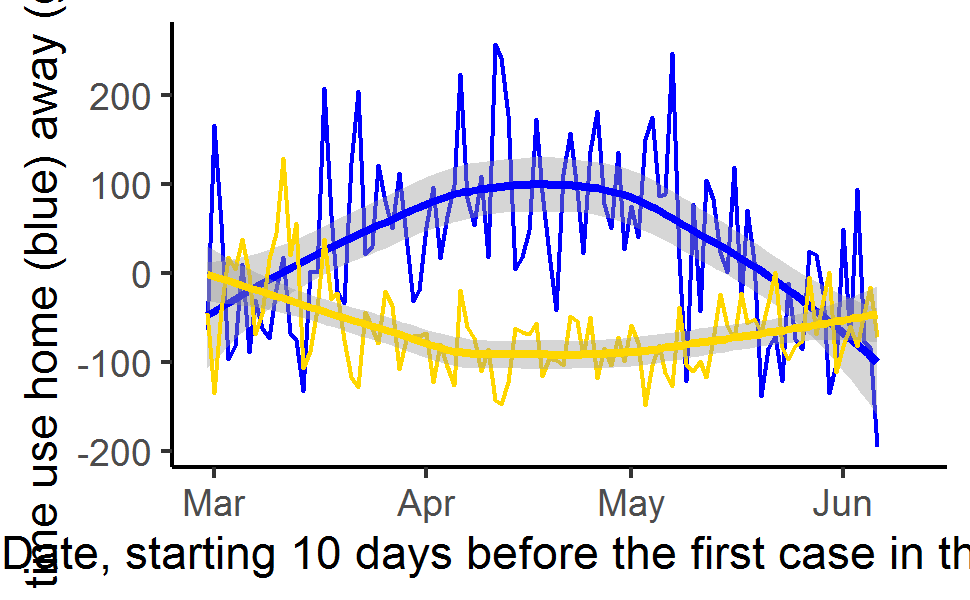 time use home (blue) away (
200
100
0
-100
-200
Mar Apr May Jun
Date, starting 10 days before the first case in th